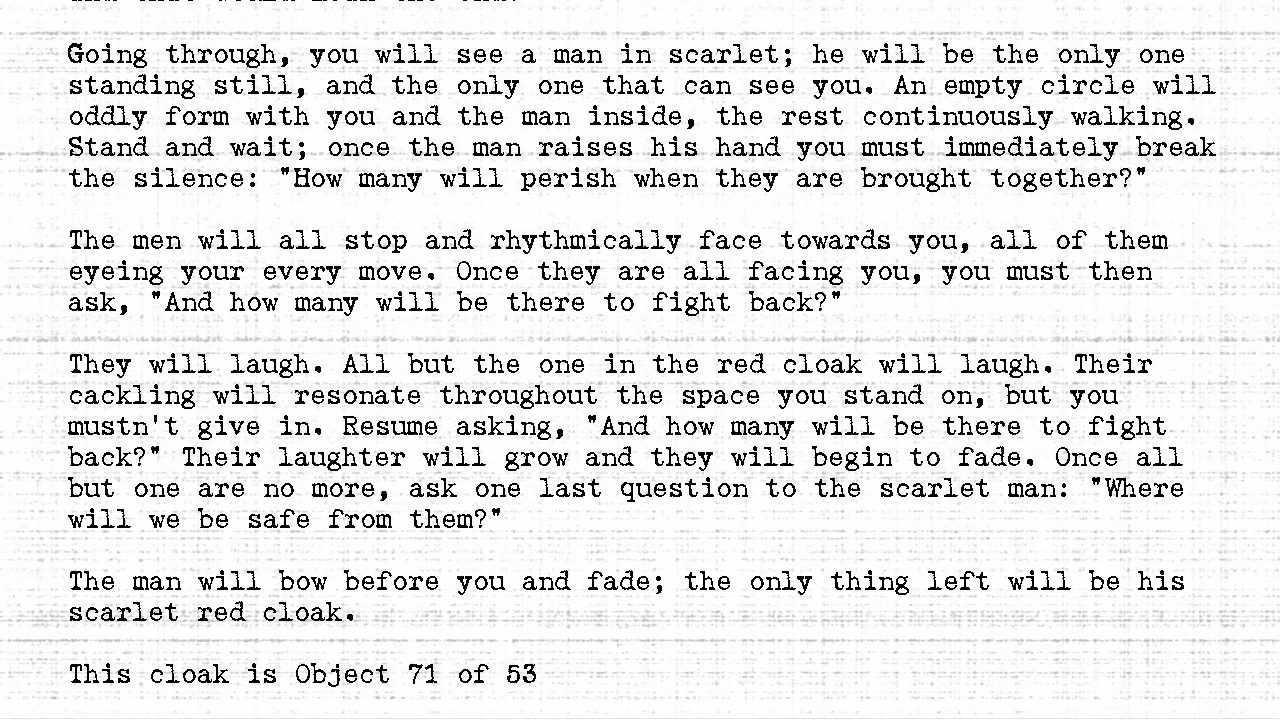 Going through, you will see a man in scarlet; he will be the only one
standing still, and the only one that can see you. An empty circle will
oddly form with you and the man inside, the rest continuously walking.
Stand and wait; once the man raises his hand you must immediately break
the silence: "How many will perish when they are brought together?"
The men will all stop and rhythmically face towards you, all of them
eyeing your every move. Once they are all facing you, you must then
ask, "And how many will be there to fight back?"
They will laugh. All but the one in the red cloak will laugh. Their
cackling will resonate throughout the space you stand on, but you
mustn't give in. Resume asking, "And how many will be there to fight
back?" Their laughter will grow and they will begin to fade. Once all
but one are no more, ask one last question to the scarlet man: "Where
will we be safe from them?"
The man will bow before you and fade; the only thing left will be his
scarlet red cloak.
This cloak is Object 71 of 53